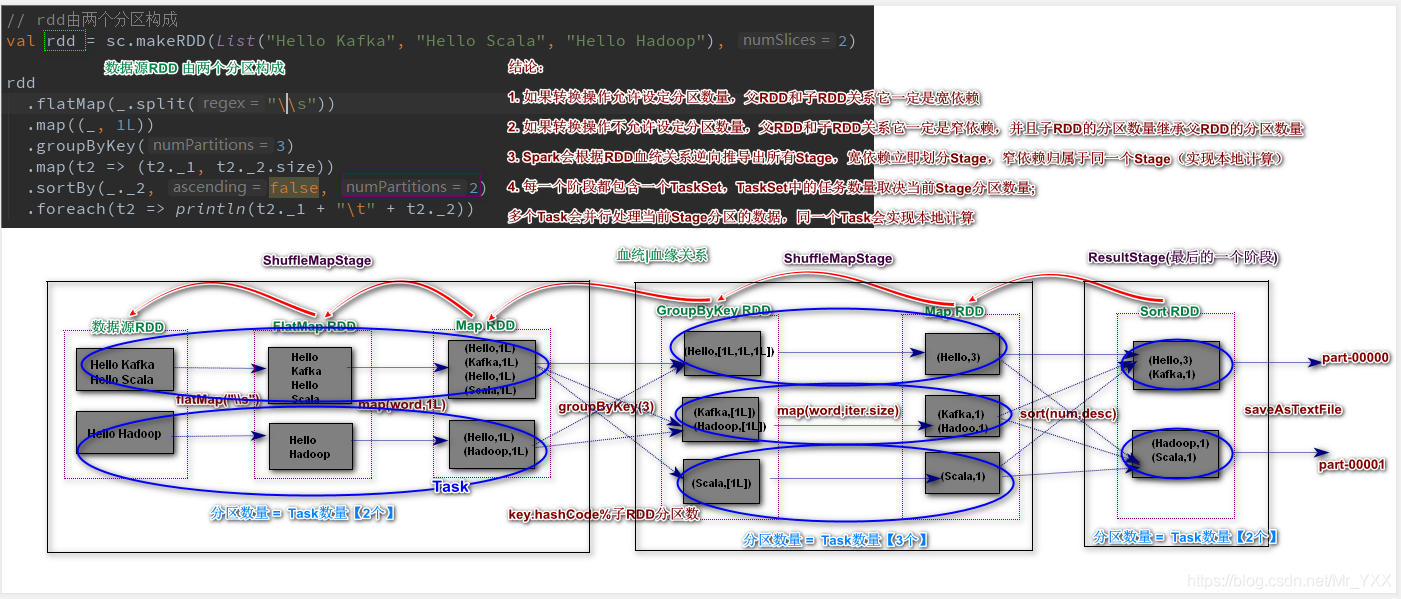 // rdd由两个分区构成
val rdd = sc.makeRDD(List("Hello Kafka", "Hello Scala", "Hello Hadoop"), numSlices = 2)
数据源RDD 由两个分区构成
rdd
.flatMap(_.split( regex = "\\s"))
.map((_, 1L))
.groupByKey( numPartitions = 3)
.map(t2 => (t2._1, t2._2.size))
.sortBy(_._2, ascending = false, numPartitions = 2)
.foreach(t2 => println(t2._1 + "\t" + t2._2))
结论：
1. 如果转换操作允许设定分区数量，父RDD和子RDD关系它一定是宽依赖
2. 如果转换操作不允许设定分区数量，父RDD和子RDD关系它一定是窄依赖，并且子RDD的分区数量继承父RDD的分区数量
3. Spark会根据RDD血统关系逆向推导出所有Stage，宽依赖立即划分Stage，窄依赖归属于同一个Stage（实现本地计算）
4. 每一个阶段都包含一个TaskSet，TaskSet中的任务数量取诀当前Stage分区数量;
多个Task会并行处理当前Stage分区的数据，同一个Task会实现本地计算
血统|血缘关系
ShuffleMapStage
数据源RDD
FlatMap RDD
Map RDD
Hello Kafka
Hello Scala
Hello
Kafka
Hello
Scala
(Hello,1L)
(Kafka,1L)
(Hello,1L)
(Scala,1L)
flatMap("\\s")
map(word,1L)
Hello Hadoop
Hello
Hadoop
(Hello,1L)
(Hadoop,1L)
Task
分区数量 = Task数量【2个】
groupByKey(3)
key.hashCode%子RDD分区数
ShuffleMapStage
GroupByKey RDD
Map RDD
(Hello,[1L,1L,1L])
(Hello,3)
(Kafka,[1L])
(Hadoop,[1L])
map(word,iter.size)
(Kafka,1)
(Hadoo,1)
(Scala,[1L])
(Scala,1)
分区数量 = Task数量【3个】
sort(num,desc)
ResultStage(最后的一个阶段)
Sort RDD
(Hello,3)
(Kafka,1)
(Hadoop,1)
(Scala,1)
分区数量 = Task数量【2个】
part-00000
saveAsTextFile
part-00001
https://blog.csdn.net/Mr_YXX